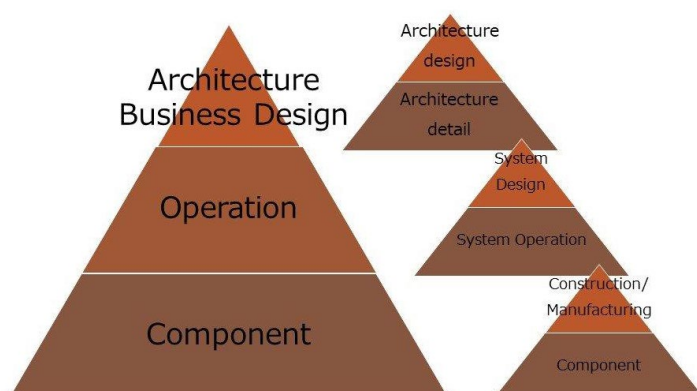 Architecture
Business Design
Operation
Component
Architecture
design
Architecture
detail
System
Design
System Operation
Construction/
Manufacturing
Component